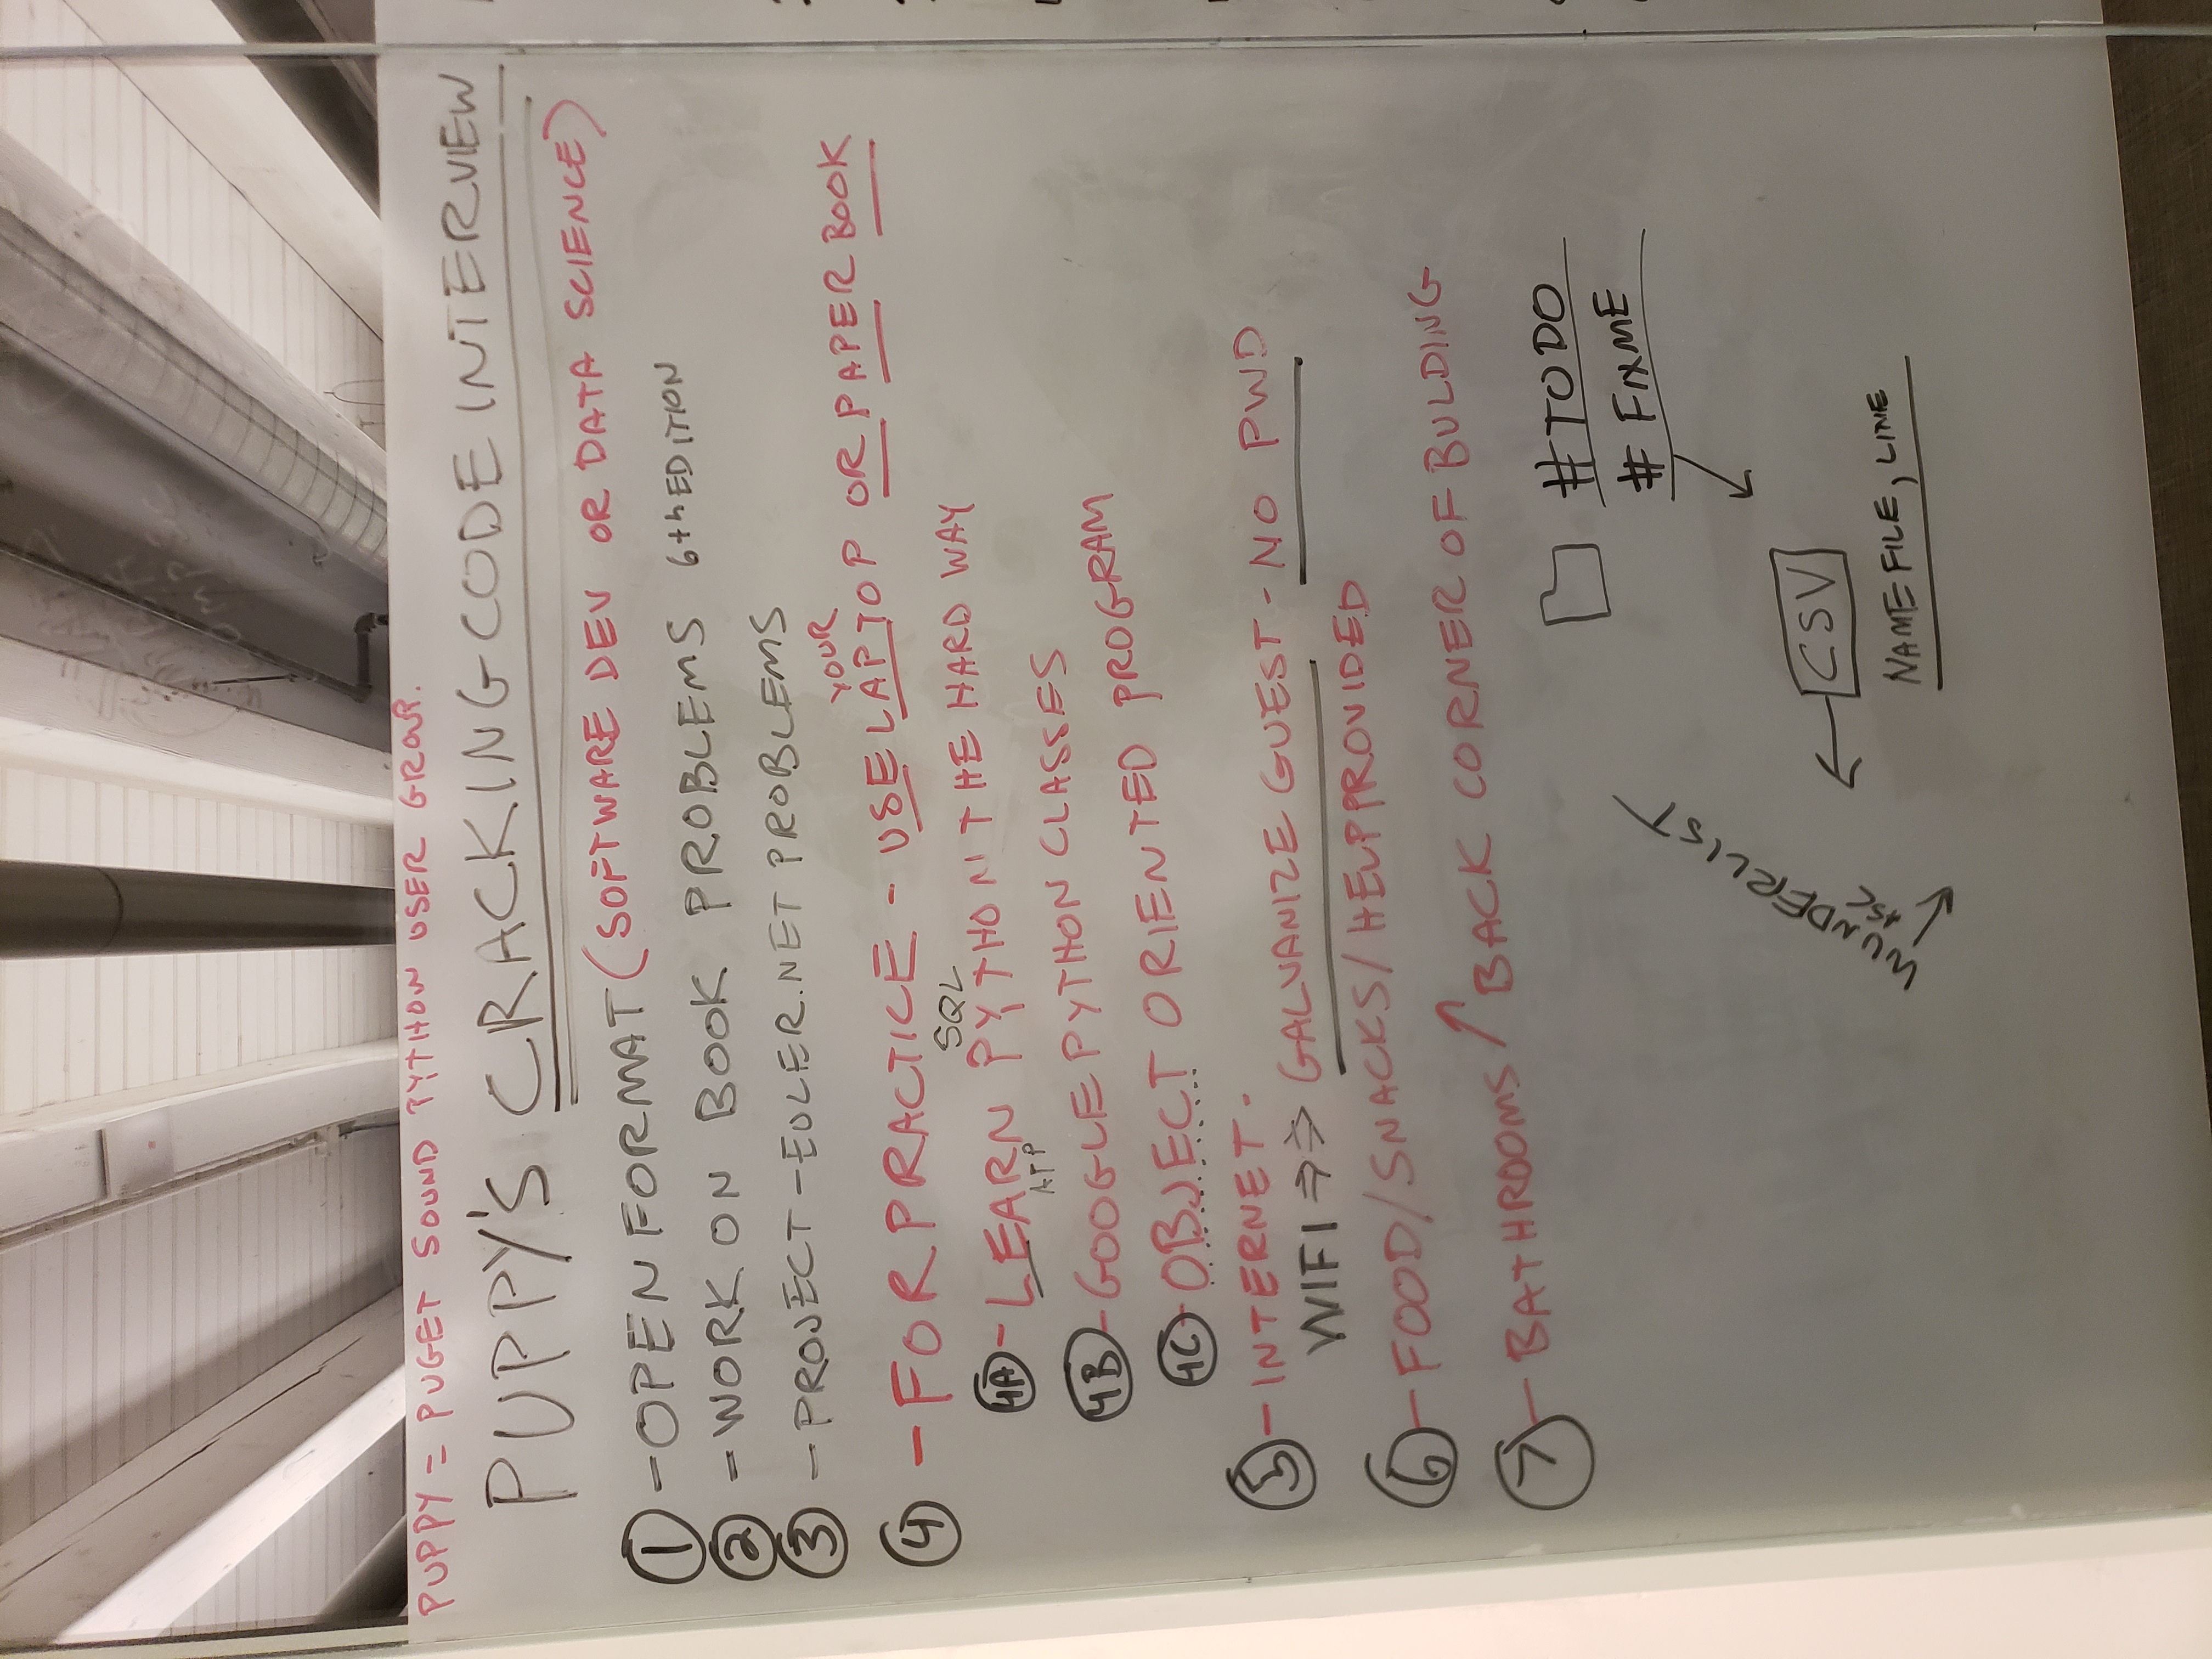 PUPPY = PUGET SOUND PYTHON USER GROUP.
PUPPY'S CRACKING CODE INTERVIEW
1 - OPEN FORMAT (SOFTWARE DEV OR DATA SCIENCE)
2 - WORK ON BOOK PROBLEMS 6th EDITION
3 - PROJECT-EULER.NET PROBLEMS
YOUR
4 - FOR PRACTICE - USE LAPTOP OR PAPER BOOK
SQL
4A - LEARN PYTHON THE HARD WAY
4B - GOOGLE PYTHON CLASSES
4C - OBJECT ORIENTED PROGRAM
5 - INTERNET -
WIFI ⇒⇒ GALVANIZE GUEST - NO PWD
6 - FOOD/SNACKS/HELP PROVIDED
7 - BATHROOMS ↑ BACK CORNER OF BULDING
#TODO
# FIXME
WUNDERLIST
CSV
NAME FILE, LINE